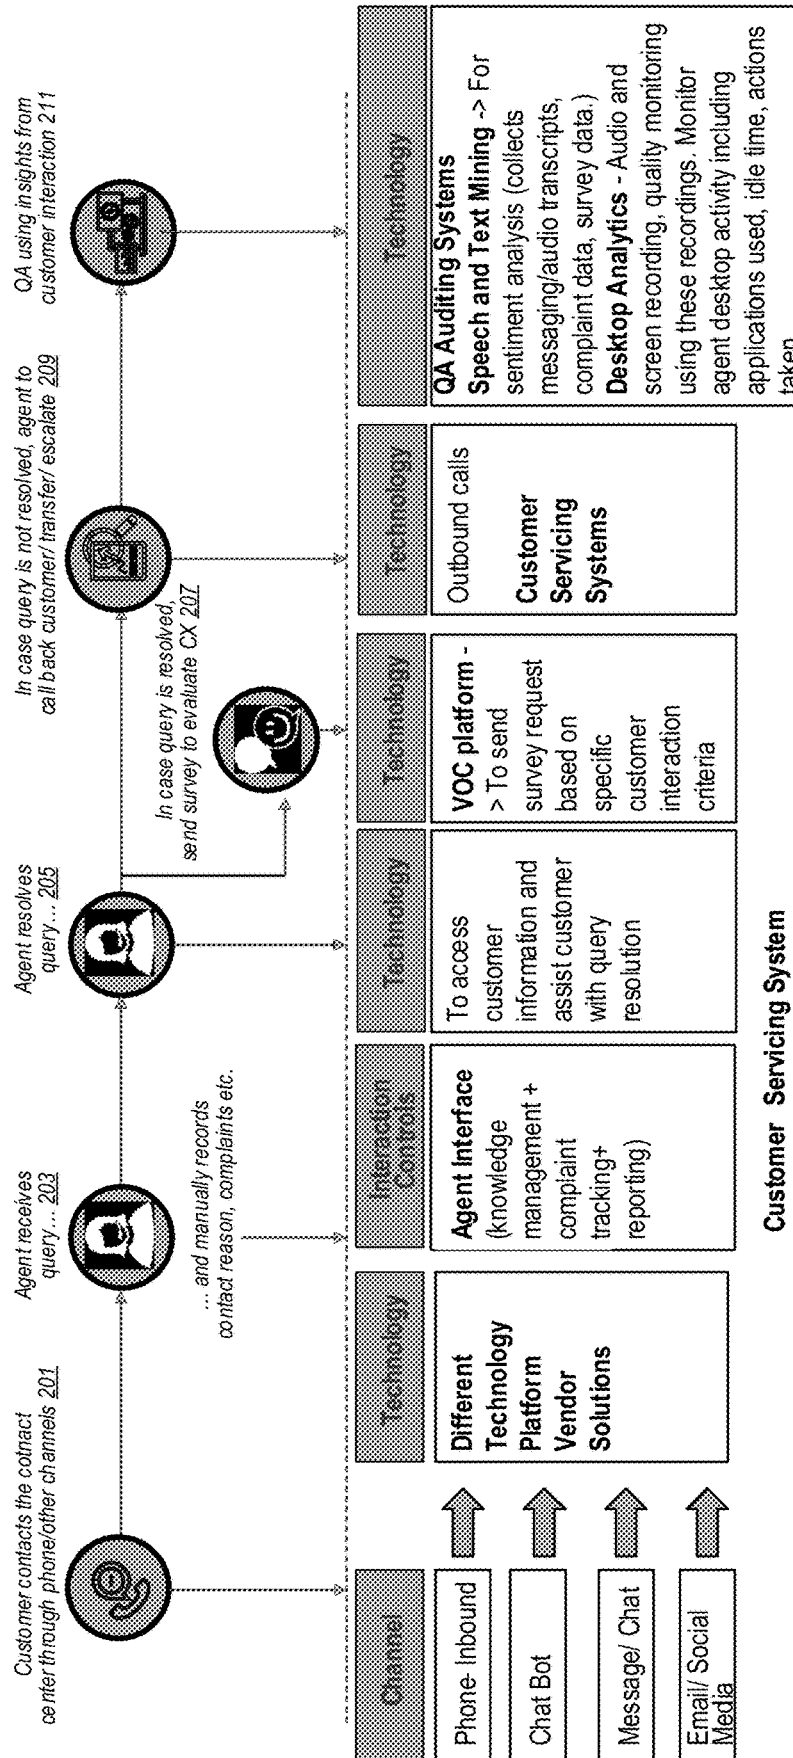 Customer contacts the cotnact
center through phone/other channels 201
Agent receives
query... 203
... and manually records
contact reason, complaints etc.
Agent resolves
query... 205
In case query is resolved,
send survey to evaluate CX 207
In case query is not resolved, agent to
call back customer/ transfer/ escalate 209
QA using insights from
customer interaction 211
Channel
Phone- Inbound
Chat Bot
Message/ Chat
Email/ Social
Media
Technology
Different
Technology
Platform
Vendor
Solutions
Interaction
Controls
Agent Interface
(knowledge
management +
complaint
tracking+
reporting)
Technology
To access
customer
information and
assist customer
with query
resolution
Technology
VOC platform -
> To send
survey request
based on
specific
customer
interaction
criteria
Technology
Outbound calls
Customer
Servicing
Systems
Technology
QA Auditing Systems
Speech and Text Mining -> For
sentiment analysis (collects
messaging/audio transcripts,
complaint data, survey data.)
Desktop Analytics - Audio and
screen recording, quality monitoring
using these recordings. Monitor
agent desktop activity including
applications used, idle time, actions
taken
Customer Servicing System